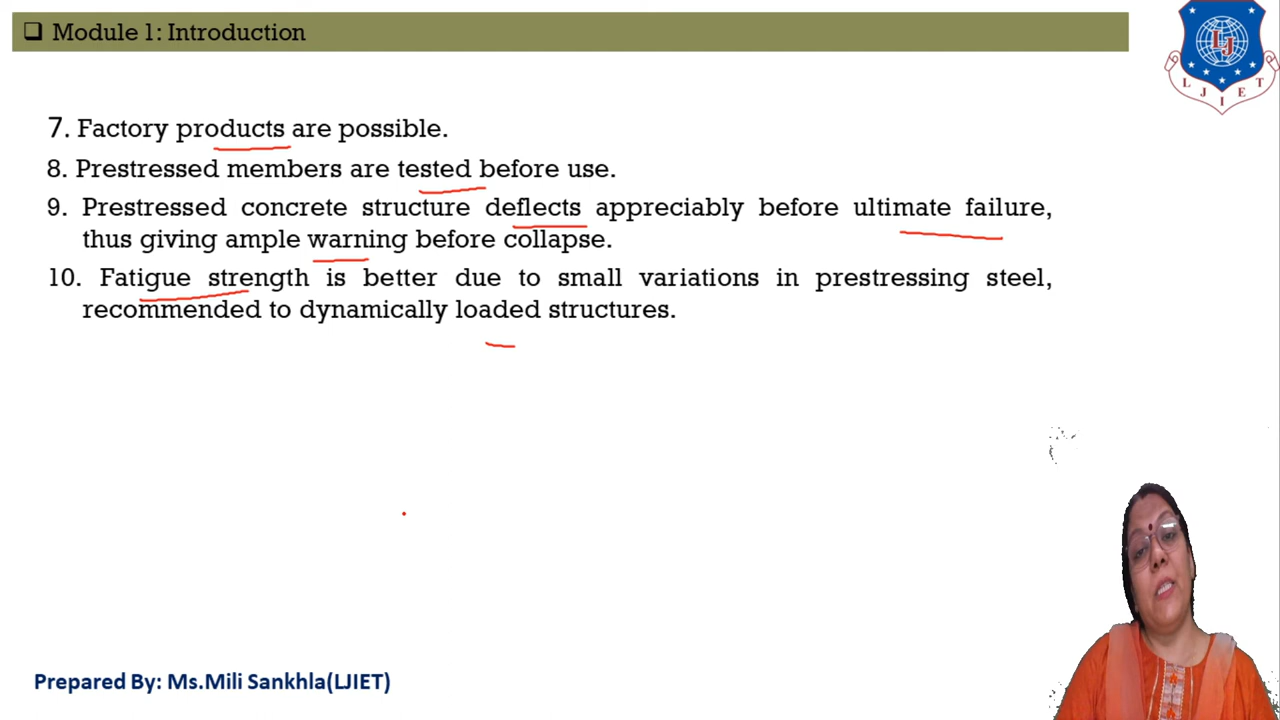 ❑ Module 1: Introduction
LJ
L J I E T
7. Factory products are possible.
8. Prestressed members are tested before use.
9. Prestressed concrete structure deflects appreciably before ultimate failure,
thus giving ample warning before collapse.
10. Fatigue strength is better due to small variations in prestressing steel,
recommended to dynamically loaded structures.
Prepared By: Ms.Mili Sankhla(LJIET)